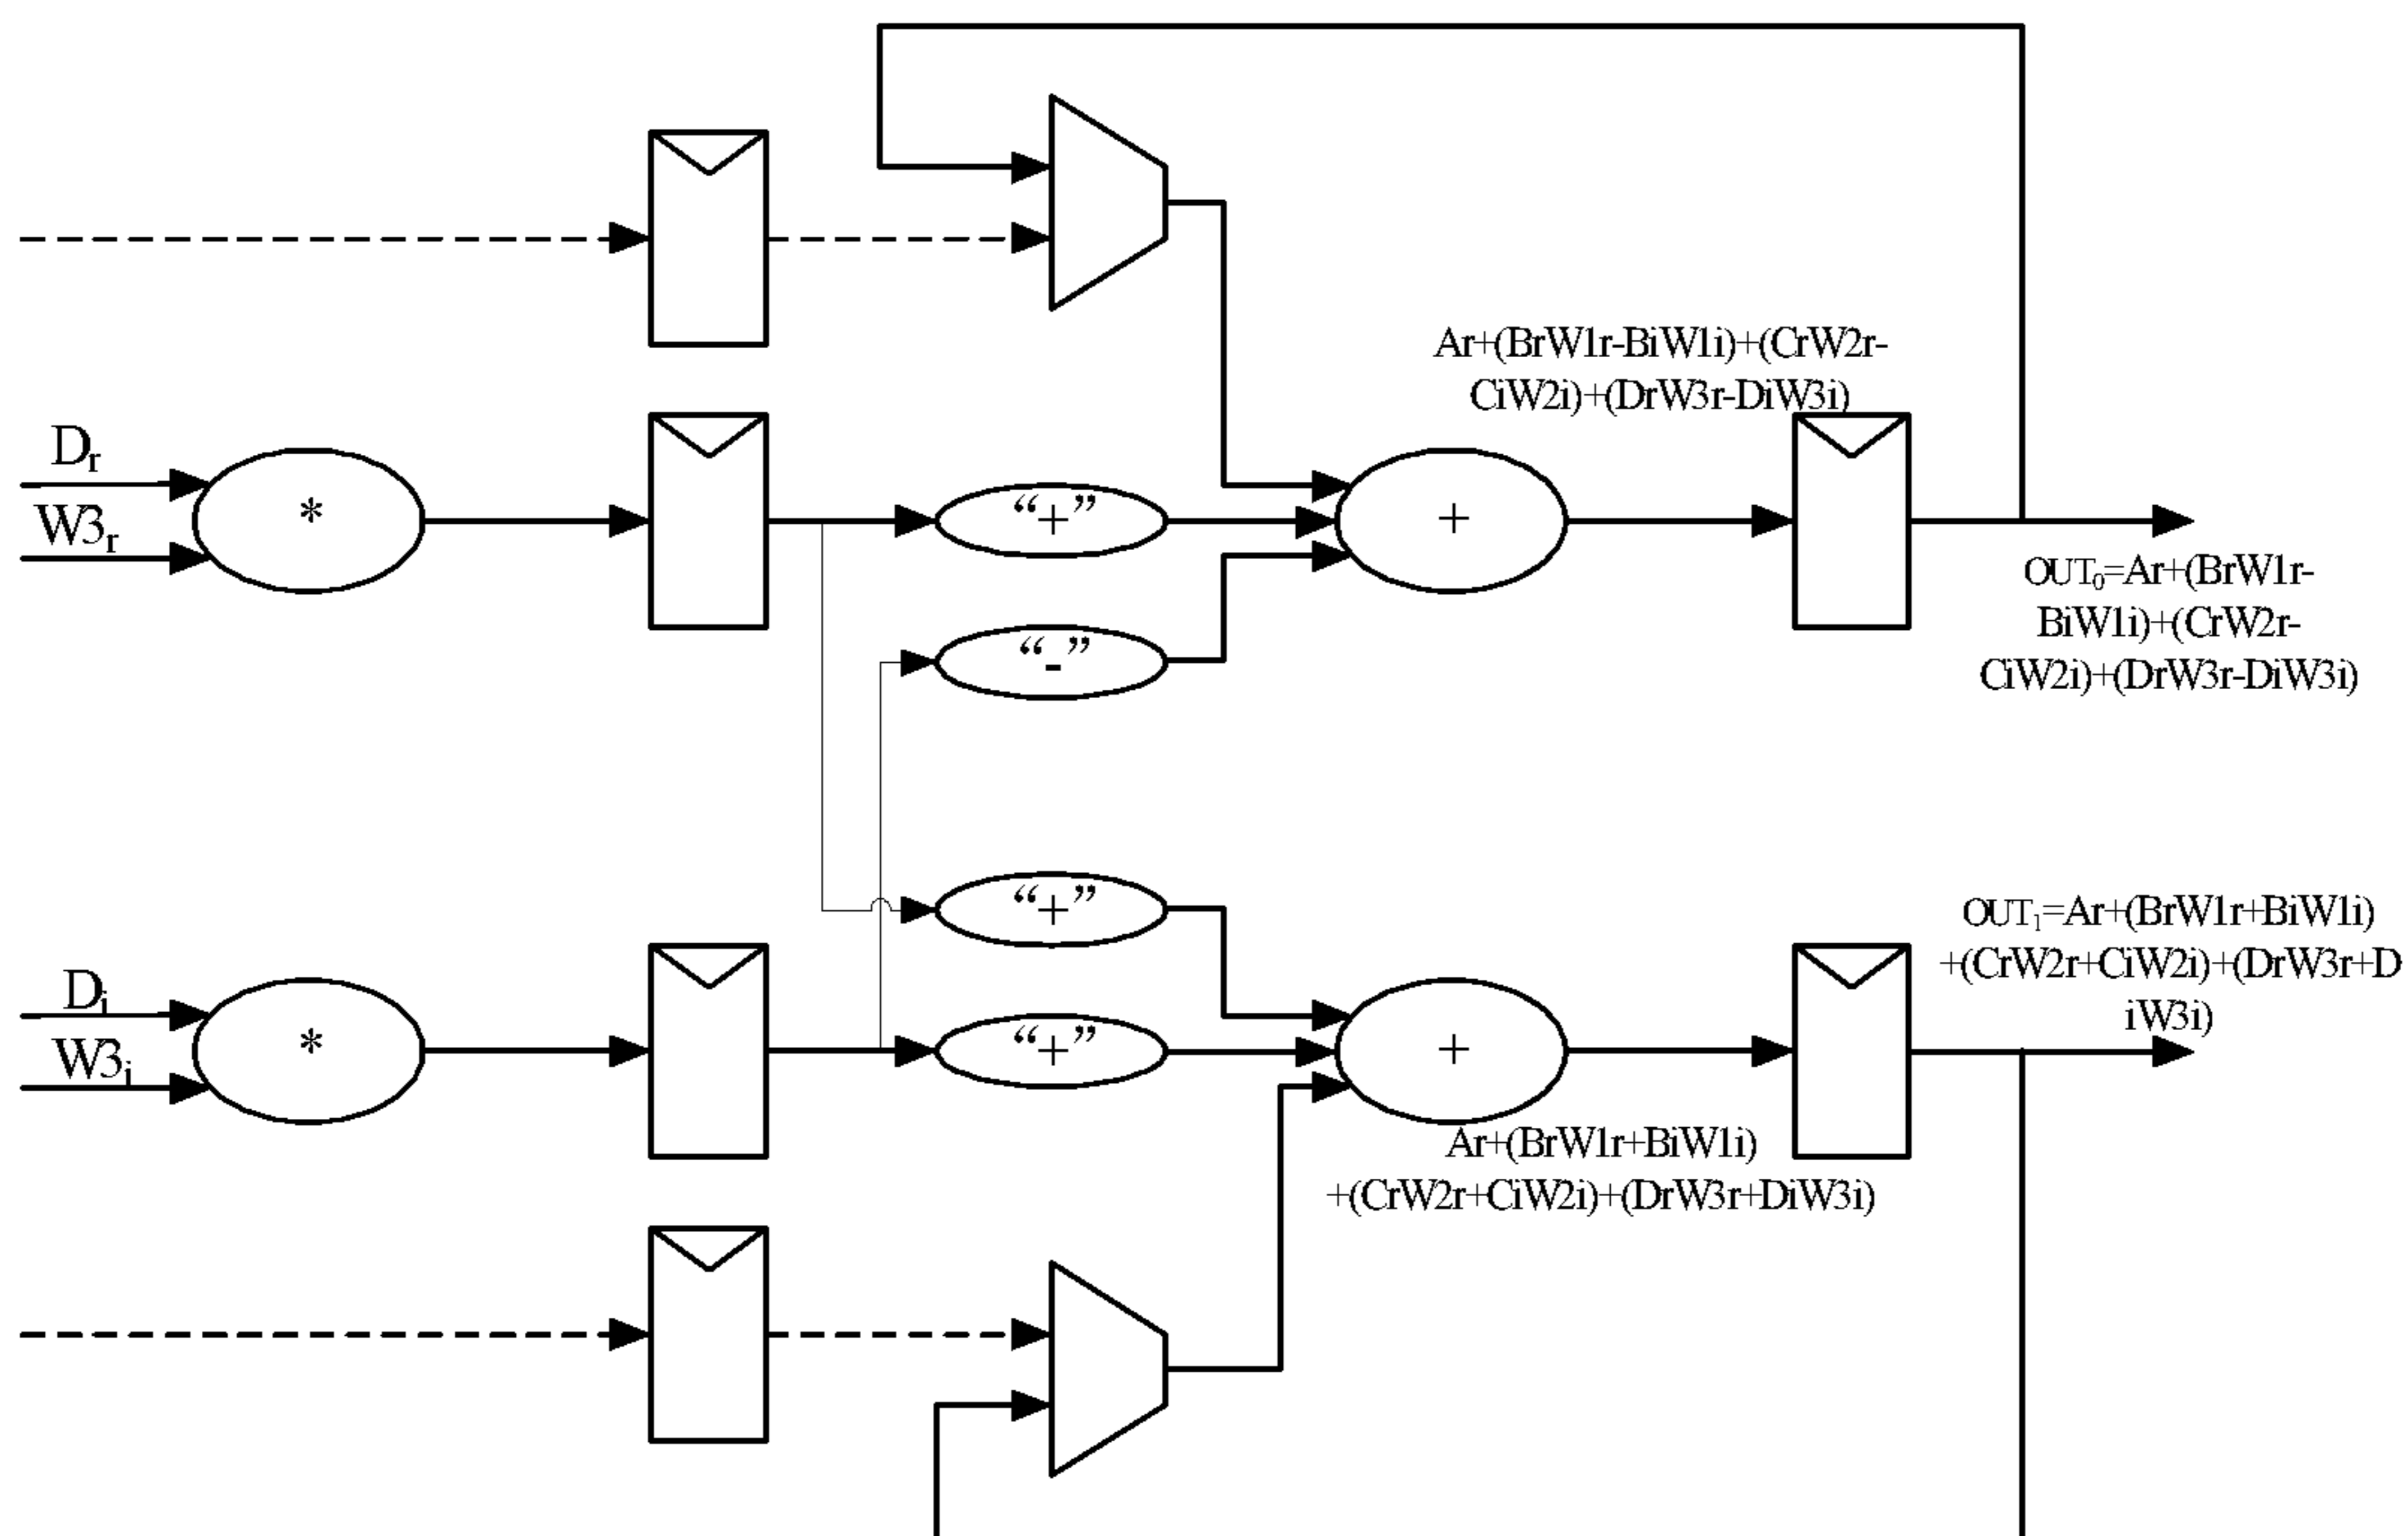 Ar+(BrW1r-BiW1i)+(CrW2r-
CiW2i)+(DrW3r-DiW3i)
Dr
W3r
*
“+”
+
OUT0=Ar+(BrW1r-
BiW1i)+(CrW2r-
CiW2i)+(DrW3r-DiW3i)
“-”
“+”
OUT1=Ar+(BrW1r+BiW1i)
+(CrW2r+CiW2i)+(DrW3r+D
iW3i)
Di
W3i
*
“+”
+
Ar+(BrW1r+BiW1i)
+(CrW2r+CiW2i)+(DrW3r+DiW3i)